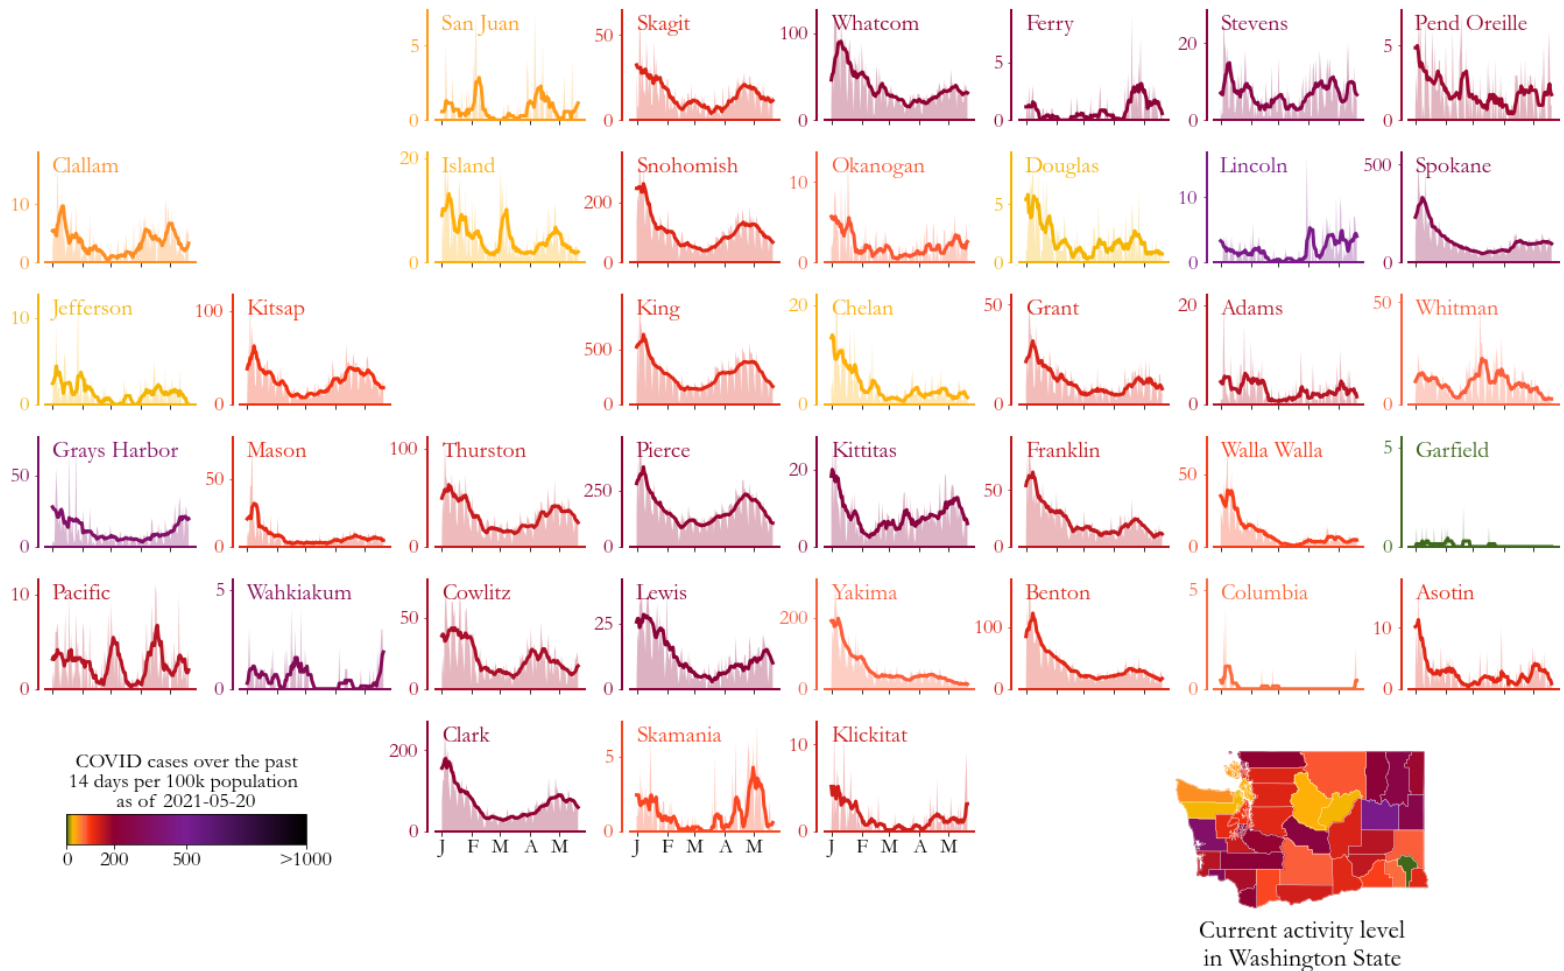 San Juan
5
0
Skagit
50
0
Whatcom
100
0
Ferry
5
0
Stevens
20
0
Pend Oreille
5
0
Clallam
10
0
Island
20
0
Snohomish
200
0
Okanogan
10
0
Douglas
5
0
Lincoln
10
0
Spokane
500
0
Jefferson
10
0
Kitsap
100
0
King
500
0
Chelan
20
0
Grant
50
0
Adams
20
0
Whitman
50
0
Grays Harbor
50
0
Mason
50
0
Thurston
100
0
Pierce
250
0
Kittitas
20
0
Franklin
50
0
Walla Walla
50
0
Garfield
5
0
Pacific
10
0
Wahkiakum
5
0
Cowlitz
50
0
Lewis
25
0
Yakima
200
0
Benton
100
0
Columbia
5
0
Asotin
10
0
Clark
200
0
J F M A M
Skamania
5
0
J F M A M
Klickitat
10
0
J F M A M
COVID cases over the past
14 days per 100k population
as of 2021-05-20
0 200 500 >1000
Current activity level
in Washington State